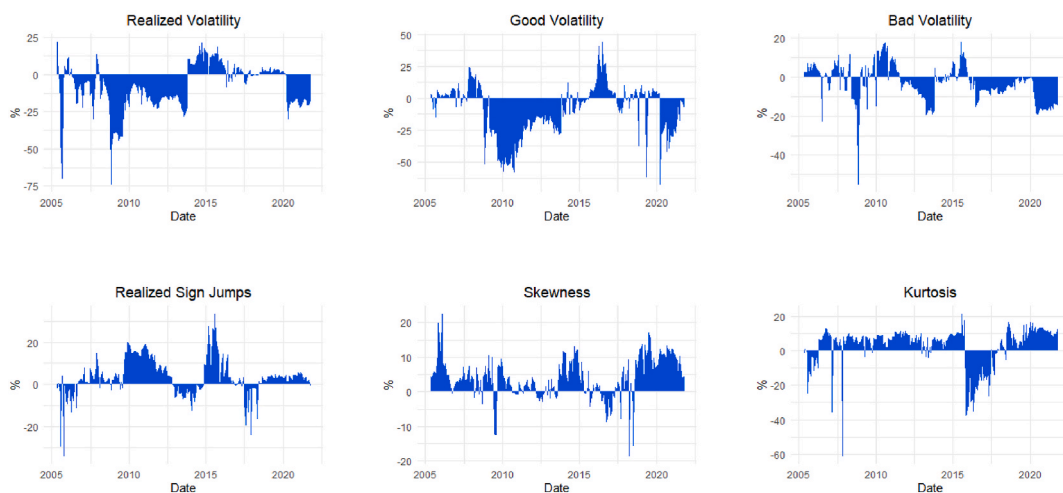 Realized Volatility
25
0
-25
-50
-75
%
2005 2010 2015 2020
Date
Good Volatility
50
25
0
-25
-50
%
2005 2010 2015 2020
Date
Bad Volatility
20
0
-20
-40
%
2005 2010 2015 2020
Date
Realized Sign Jumps
20
0
-20
%
2005 2010 2015 2020
Date
Skewness
20
10
0
-10
-20
%
2005 2010 2015 2020
Date
Kurtosis
20
0
-20
-40
-60
%
2005 2010 2015 2020
Date